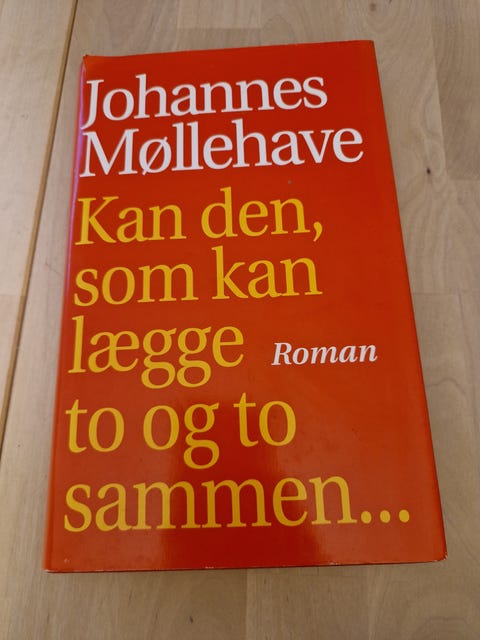 Johannes
Møllehave
Kan den,
som kan
lægge
Roman
to og to
sammen...